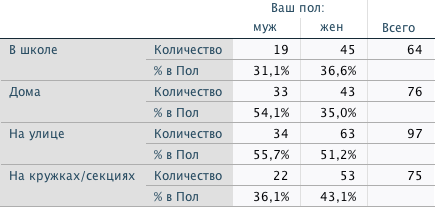 Ваш пол:
муж жен Всего
В школе Количество 19 45 64
% в Пол 31,1% 36,6%
Дома Количество 33 43 76
% в Пол 54,1% 35,0%
На улице Количество 34 63 97
% в Пол 55,7% 51,2%
На кружках/секциях Количество 22 53 75
% в Пол 36,1% 43,1%